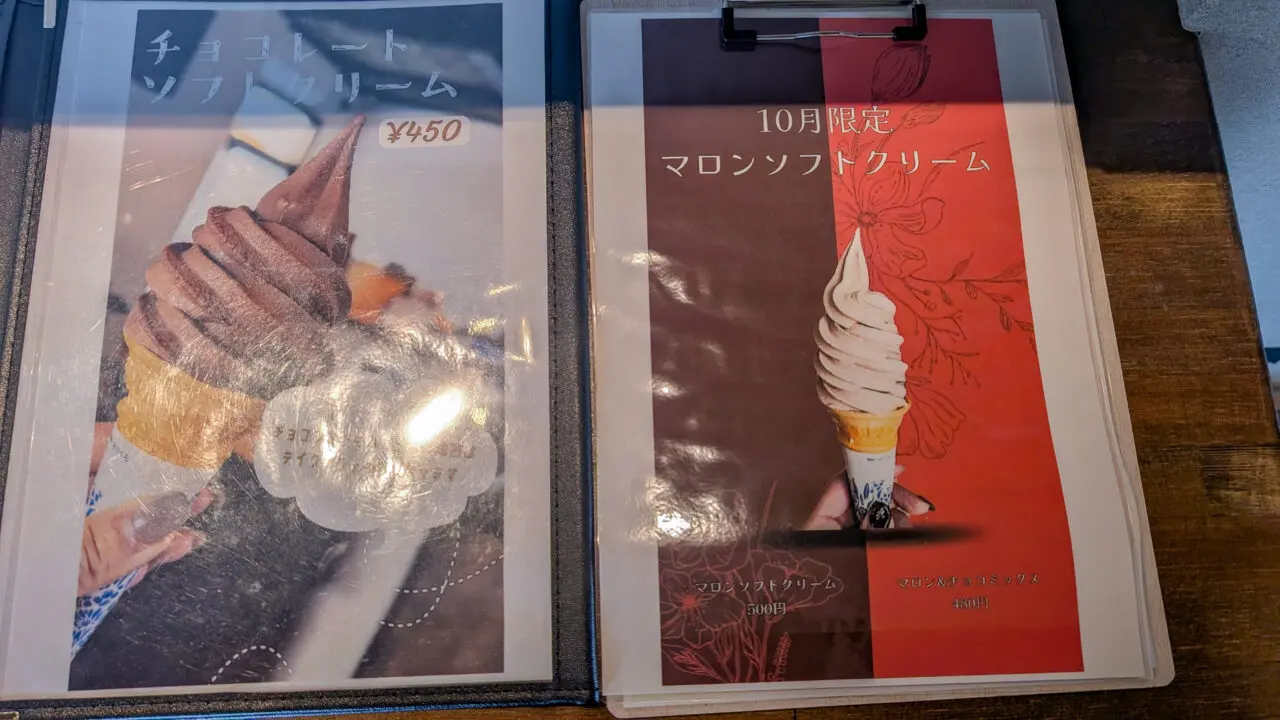 チョコレート
ソフトクリーム
¥450
10月限定
マロンソフトクリーム
マロンソフトクリーム
500円
マロン&チョコミックス
480円